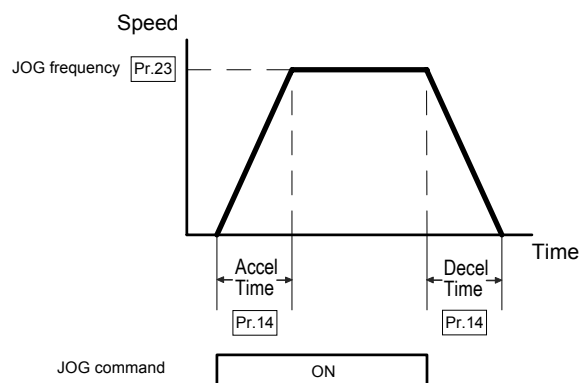 Speed
JOG frequency Pr.23
Time
Accel Time
Decel Time
Pr.14
Pr.14
JOG command
ON